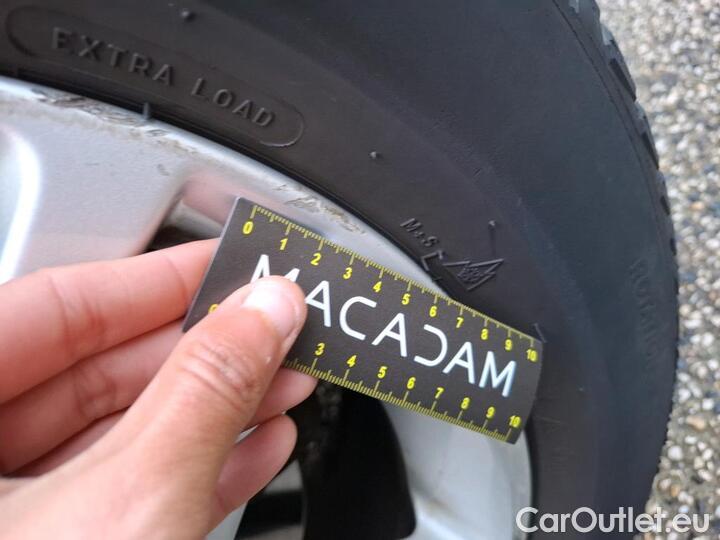 EXTRA LOAD
M+S
ROTATION
0 1 2 3 4 5 6 7 8 9 10
MACADAM
3 4 5 6 7 8 9 10
CarOutlet.eu